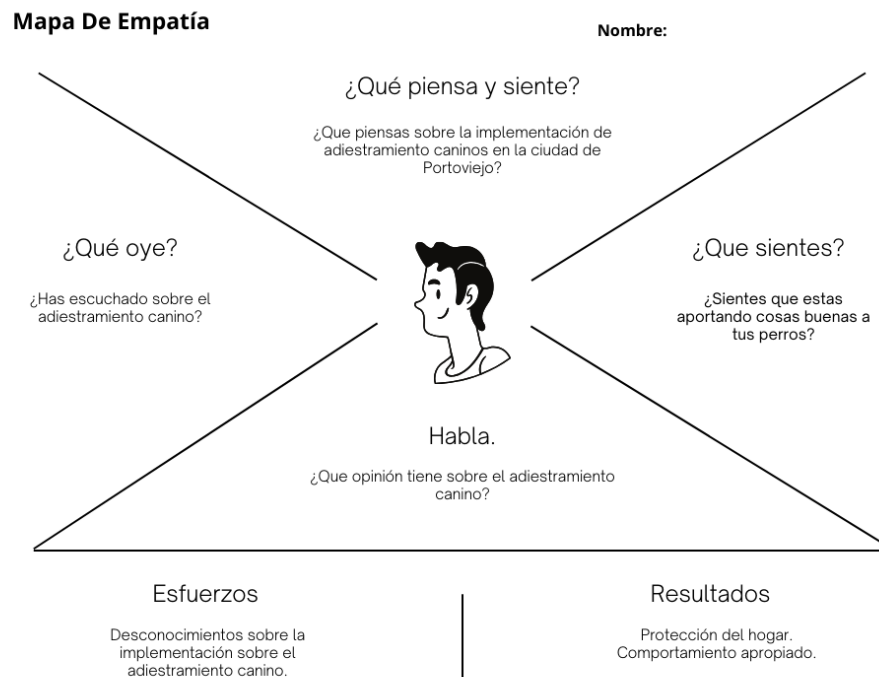 Mapa De Empatía
Nombre:
¿Qué piensa y siente?
¿Que piensas sobre la implementación de
adiestramiento caninos en la ciudad de
Portoviejo?
¿Qué oye?
¿Has escuchado sobre el
adiestramiento canino?
¿Que sientes?
¿Sientes que estas
aportando cosas buenas a
tus perros?
Habla.
¿Que opinión tiene sobre el adiestramiento
canino?
Esfuerzos
Desconocimientos sobre la
implementación sobre el
adiestramiento canino.
Resultados
Protección del hogar.
Comportamiento apropiado.